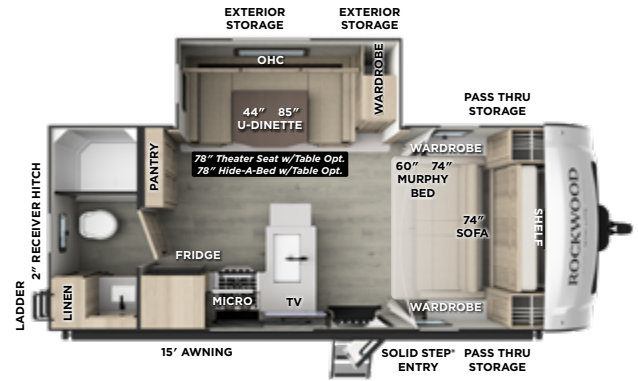 EXTERIOR
STORAGE
EXTERIOR
STORAGE
OHC
WARDROBE
44" 85"
U-DINETTE
PASS THRU
STORAGE
78" Theater Seat w/Table Opt.
78" Hide-A-Bed w/Table Opt.
PANTRY
WARDROBE
60" 74"
MURPHY
BED
74"
SOFA
SHELF
ROCKWOOD
2" RECEIVER HITCH
LADDER
LINEN
FRIDGE
MICRO
TV
WARDROBE
15' AWNING
SOLID STEP®
ENTRY
PASS THRU
STORAGE